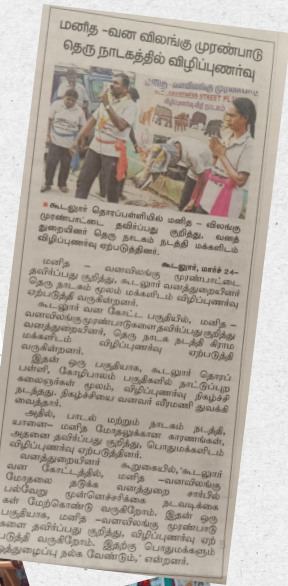 மனித -வன விலங்கு முரண்பாடு
தெரு நாடகத்தில் விழிப்புணர்வு
AWARENESS STREET PL
கூடலூர் தொரப்பள்ளியில் மனித – விலங்கு
முரண்பாட்டை தவிர்ப்பது குறித்து, வனத்
துறையினர் தெரு நாடகம் நடத்தி மக்களிடம்
விழிப்புணர்வு ஏற்படுத்தினர்.
கூடலூர், மார்ச் 24–
மனித – வனவிலங்கு முரண்பாட்டை
தவிர்ப்பது குறித்து, கூடலூர் வனத்துறையினர்
தெரு நாடகம் மூலம் மக்களிடம் விழிப்புணர்வு
ஏற்படுத்தி வருகின்றனர்.
கூடலூர் வன கோட்ட பகுதியில், மனித –
வனவிலங்கு முரண்பாடுகளை தவிர்ப்பது குறித்து
வனத்துறையினர், தெரு நாடக நடத்தி கிராம
மக்களிடம் விழிப்புணர்வு ஏற்படுத்தி
வருகின்றனர்.
இதன் ஒரு பகுதியாக, கூடலூர் தொரப்
பள்ளி, கோழிபாலம் பகுதிகளில் நாட்டுப்புற
கலைஞர்கள் மூலம், விழிப்புணர்வு நிகழ்ச்சி
நடத்தது. நிகழ்ச்சியை வனவர் வீரமணி துவக்கி
வைத்தார்.
அதில், பாடல் மற்றும் நாடகம் நடத்தி,
யானை– மனித மோதலுக்கான காரணங்கள்,
அதனை தவிர்ப்பது குறித்து, பொதுமக்களிடம்
விழிப்புணர்வு ஏற்படுத்தினர்.
வனத்துறையினர் கூறுகையில், 'கூடலூர்
வன கோட்டத்தில், மனித –வனவிலங்கு
மோதலை தடுக்க வனத்துறை சார்பில்
பல்வேறு முன்னெச்சரிக்கை நடவடிக்கை
கள் மேற்கொண்டு வருகிறோம். இதன் ஒரு
பகுதியாக, மனித –வனவிலங்கு முரண்பாடு
களை தவிர்ப்பது குறித்து, விழிப்புணர்வு ஏற்
படுத்தி வருகிறோம். இதற்கு பொதுமக்களும்
ஒத்துழைப்பு நல்க வேண்டும்,' என்றனர்.